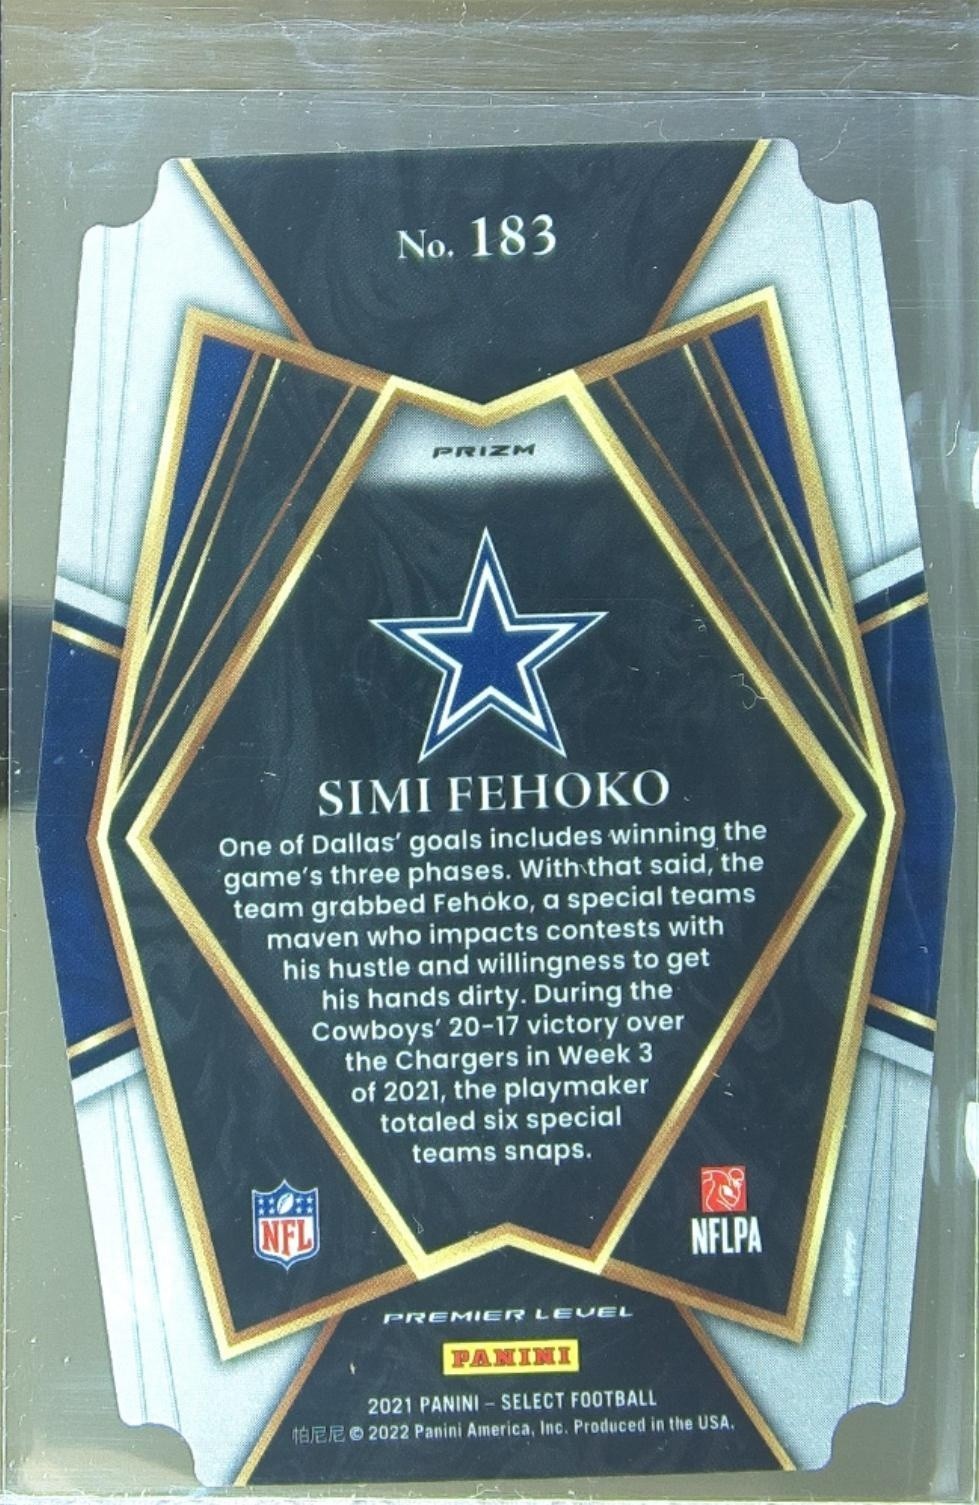 No. 183
PRIZM
SIMI FEHOKO
One of Dallas’ goals includes winning the
game’s three phases. With that said, the
team grabbed Fehoko, a special teams
maven who impacts contests with
his hustle and willingness to get
his hands dirty. During the
Cowboys’ 20-17 victory over
the Chargers in Week 3
of 2021, the playmaker
totaled six special
teams snaps.
NFL
NFLPA
PREMIER LEVEL
PANINI
2021 PANINI – SELECT FOOTBALL
帕尼尼 © 2022 Panini America, Inc. Produced in the USA.